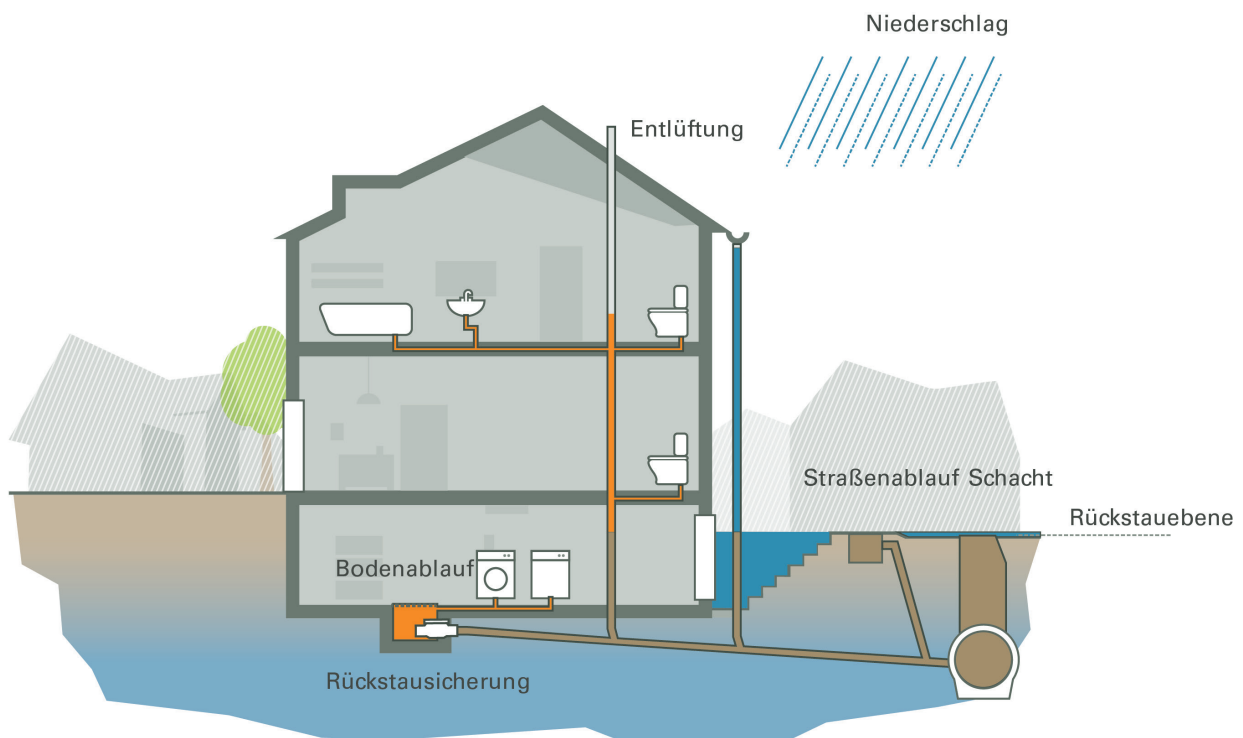 Niederschlag
Entlüftung
Straßenablauf Schacht
Rückstauebene
Bodenablauf
Rückstausicherung